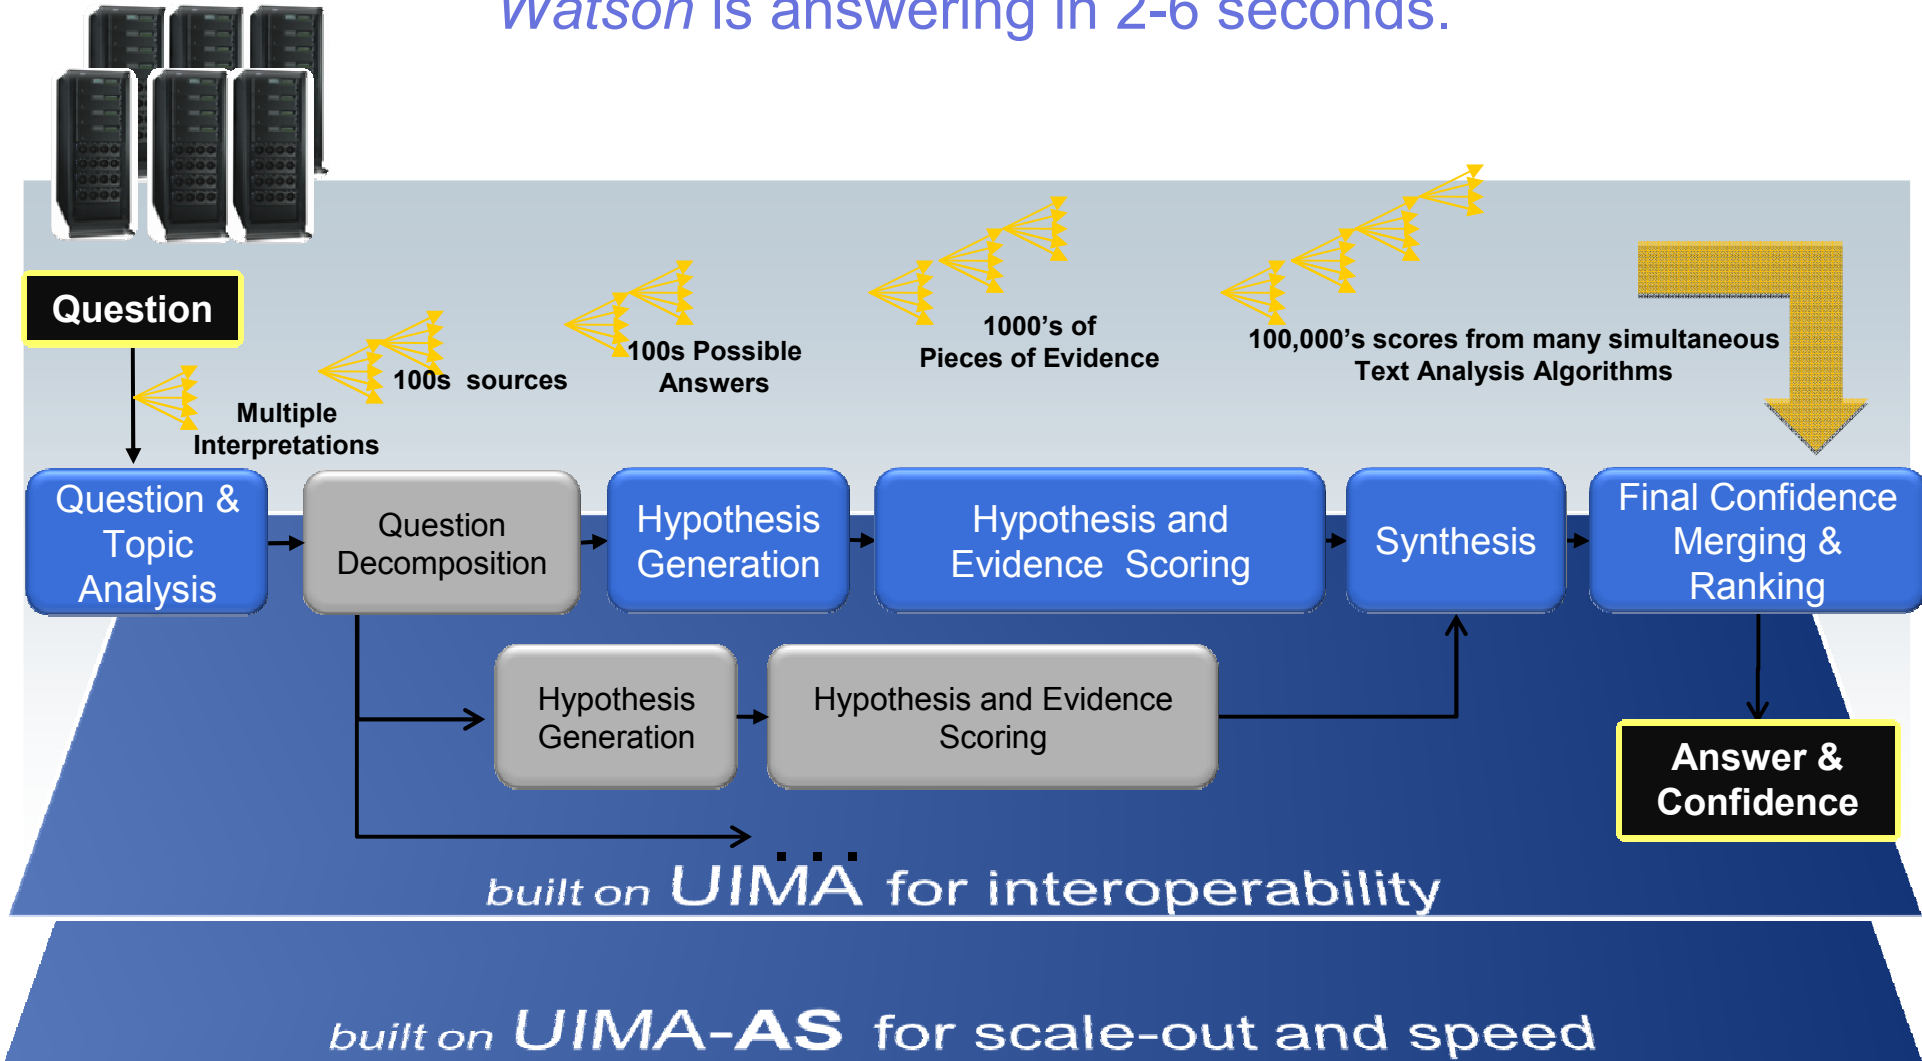 Watson is answering in 2-6 seconds.
Question
100s Possible
Answers
1000's of
Pieces of Evidence
100,000's scores from many simultaneous
Text Analysis Algorithms
100s sources
Multiple
Interpretations
Question &
Topic
Analysis
Question
Decomposition
Hypothesis
Generation
Hypothesis and
Evidence Scoring
Synthesis
Final Confidence
Merging &
Ranking
Hypothesis
Generation
Hypothesis and Evidence
Scoring
Answer &
Confidence
. . .
built on UIMA for interoperability
built on UIMA-AS for scale-out and speed